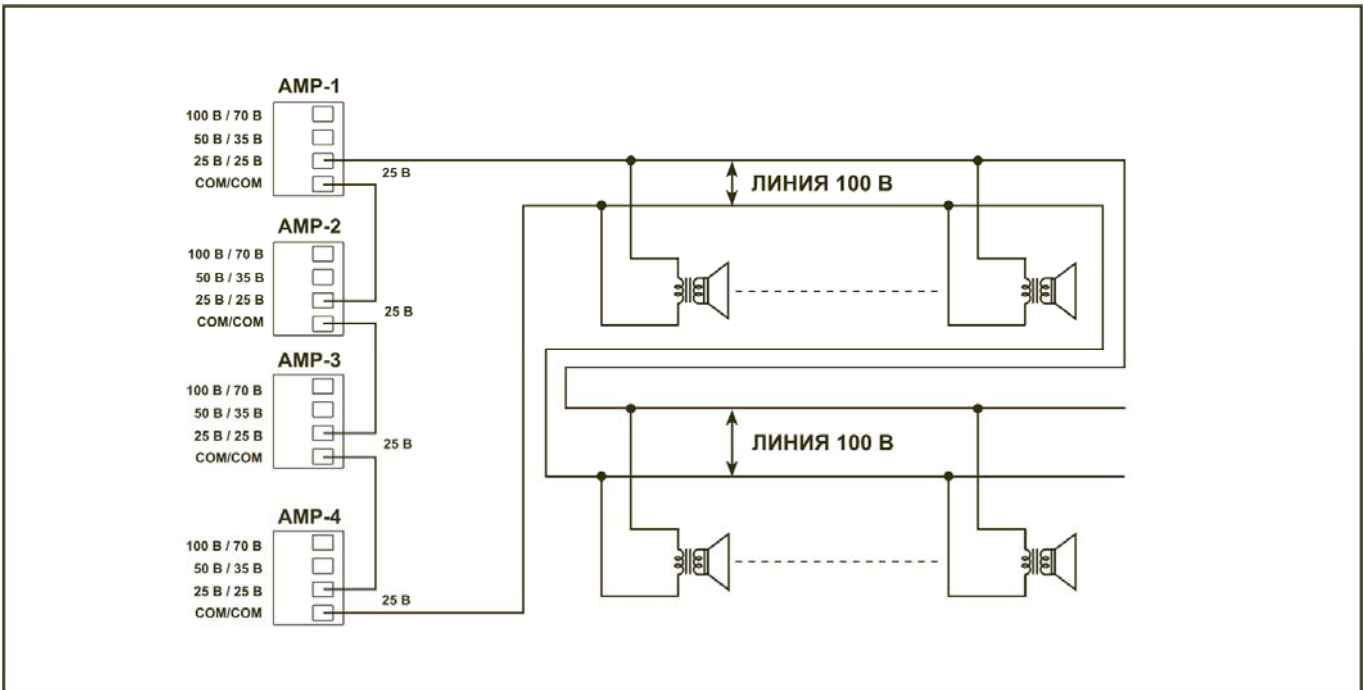 AMP-1
100 В / 70 В
50 В / 35 В
25 В / 25 В
COM/COM
25 В
AMP-2
100 В / 70 В
50 В / 35 В
25 В / 25 В
COM/COM
25 В
AMP-3
100 В / 70 В
50 В / 35 В
25 В / 25 В
COM/COM
25 В
AMP-4
100 В / 70 В
50 В / 35 В
25 В / 25 В
COM/COM
25 В
ЛИНИЯ 100 В
ЛИНИЯ 100 В